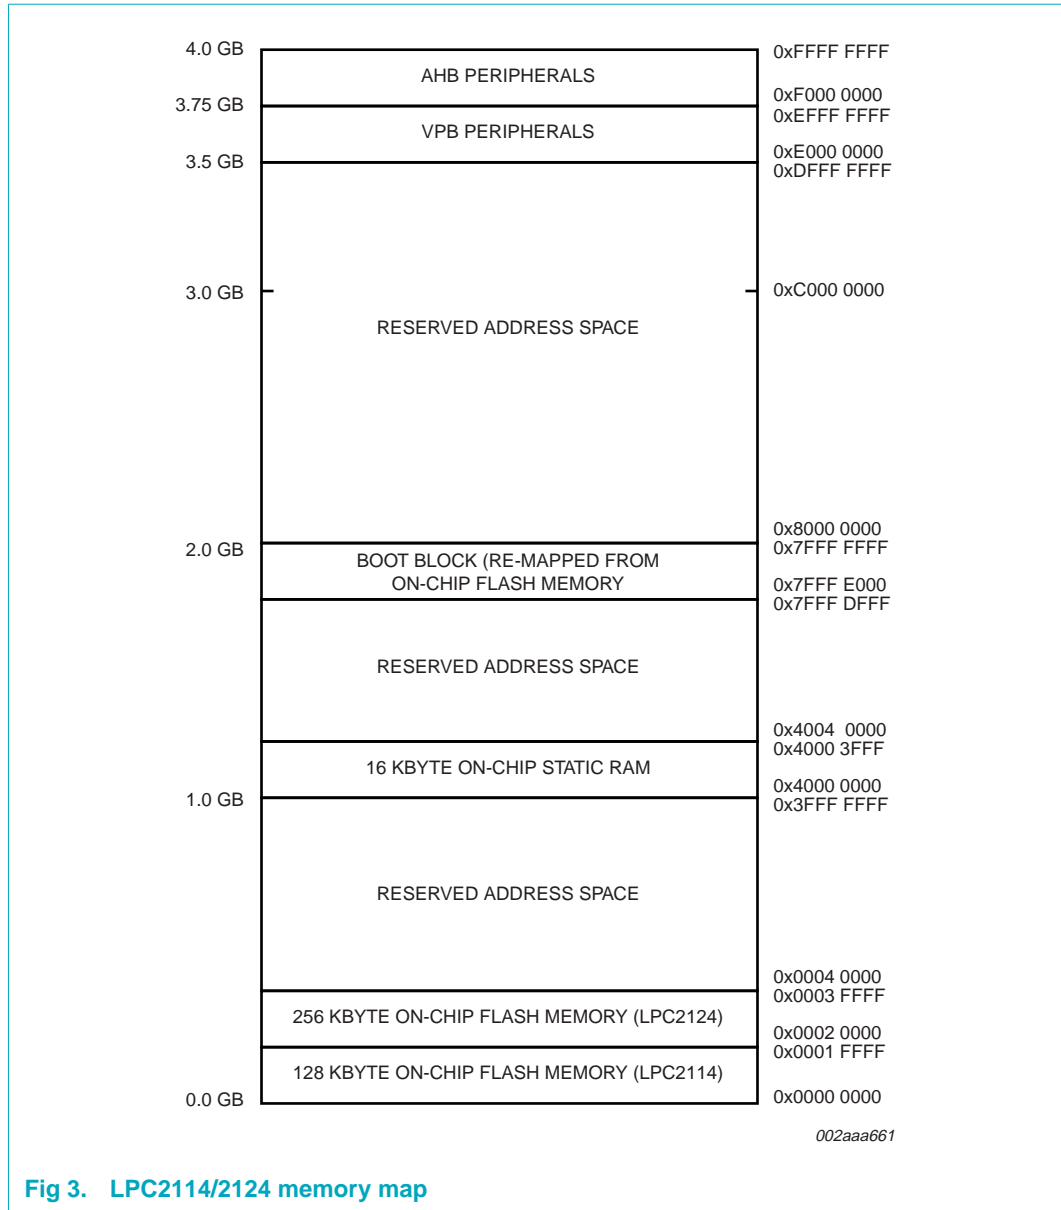 4.0 GB
0xFFFF FFFF
AHB PERIPHERALS
0xF000 0000
3.75 GB
0xEFFF FFFF
VPB PERIPHERALS
0xE000 0000
3.5 GB
0xDFFF FFFF
3.0 GB
0xC000 0000
RESERVED ADDRESS SPACE
0x8000 0000
2.0 GB
0x7FFF FFFF
BOOT BLOCK (RE-MAPPED FROM
ON-CHIP FLASH MEMORY
0x7FFF E000
0x7FFF DFFF
RESERVED ADDRESS SPACE
0x4004  0000
0x4000 3FFF
16 KBYTE ON-CHIP STATIC RAM
0x4000 0000
1.0 GB
0x3FFF FFFF
RESERVED ADDRESS SPACE
0x0004 0000
0x0003 FFFF
256 KBYTE ON-CHIP FLASH MEMORY (LPC2124)
0x0002 0000
0x0001 FFFF
128 KBYTE ON-CHIP FLASH MEMORY (LPC2114)
0.0 GB
0x0000 0000
002aaa661
Fig 3. LPC2114/2124 memory map